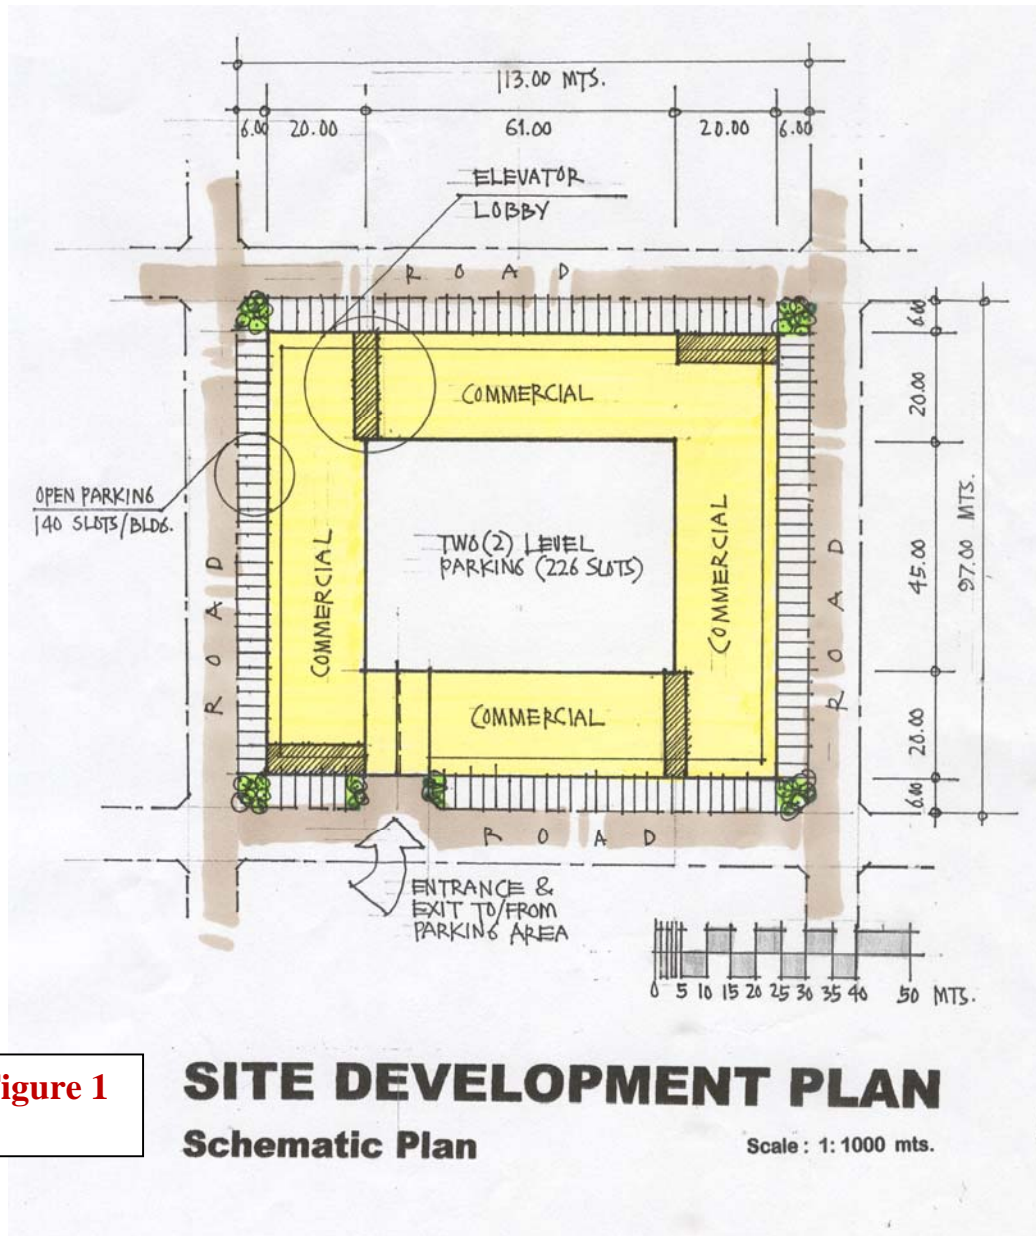 113.00 MTS.
6.00 20.00 61.00 20.00 6.00
ELEVATOR
LOBBY
ROAD
6.00
20.00
COMMERCIAL
OPEN PARKING
140 SLOTS/BLDG.
TWO(2) LEVEL
PARKING (226 SLOTS)
COMMERCIAL
COMMERCIAL
45.00
97.00 MTS.
ROAD
ROAD
COMMERCIAL
20.00
6.00
ROAD
ENTRANCE &
EXIT TO/FROM
PARKING AREA
0 5 10 15 20 25 30 35 40 50 MTS.
igure 1
SITE DEVELOPMENT PLAN
Schematic Plan
Scale : 1: 1000 mts.